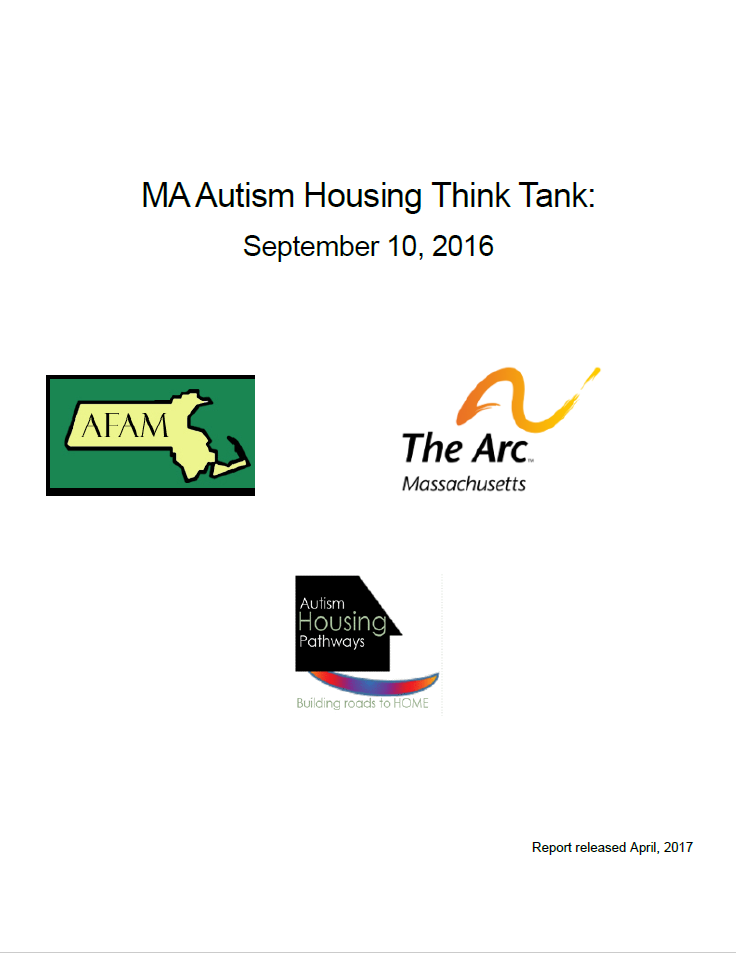 MA Autism Housing Think Tank:
September 10, 2016
AFAM
The Arc™
Massachusetts
Autism
Housing
Pathways
Building roads to HOME
Report released April, 2017